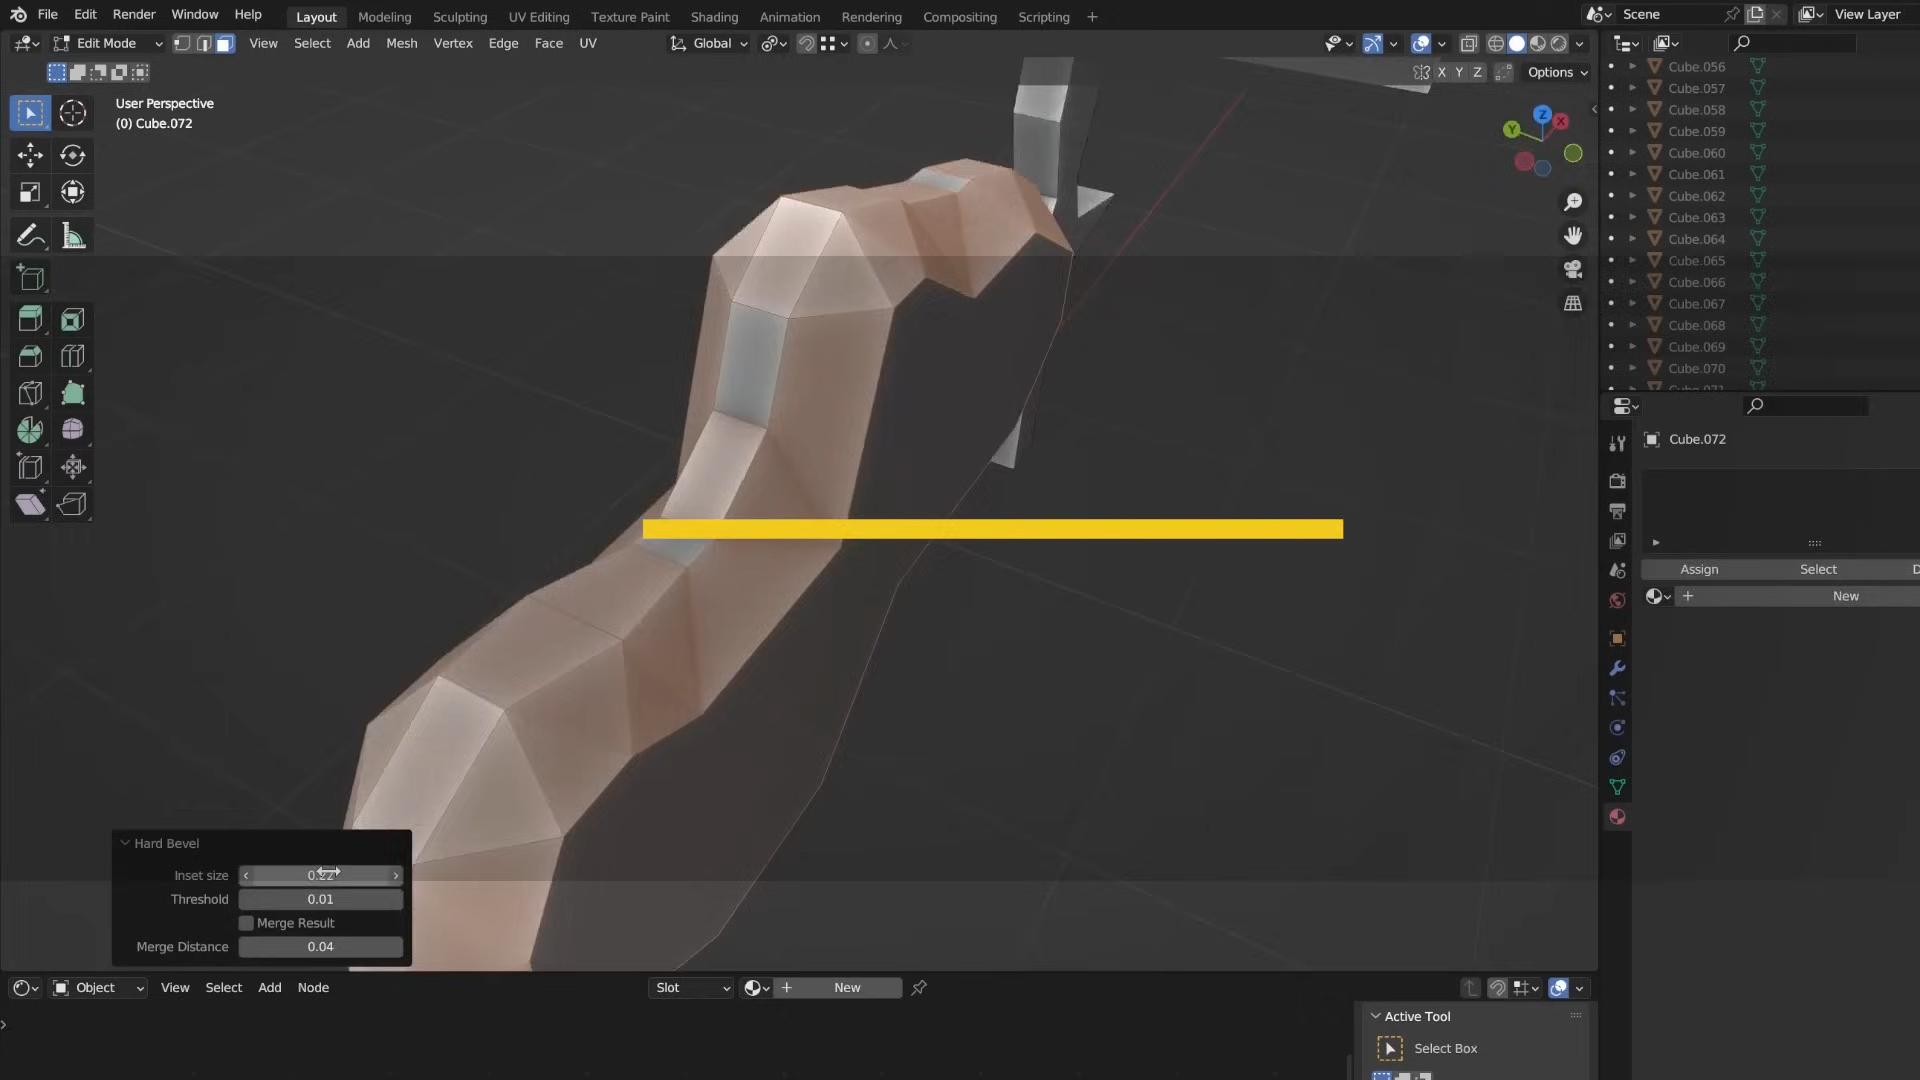 File Edit Render Window Help Layout Modeling Sculpting UV Editing Texture Paint Shading Animation Rendering Compositing Scripting + Scene View Layer
Edit Mode View Select Add Mesh Vertex Edge Face UV Global
X Y Z Options
User Perspective
(0) Cube.072
Z
X
Y
Cube.056
Cube.057
Cube.058
Cube.059
Cube.060
Cube.061
Cube.062
Cube.063
Cube.064
Cube.065
Cube.066
Cube.067
Cube.068
Cube.069
Cube.070
Cube.071
Cube.072
Assign Select D
+ New
Hard Bevel
Inset size 0.22
Threshold 0.01
Merge Result
Merge Distance 0.04
Object View Select Add Node Slot + New
Active Tool
Select Box